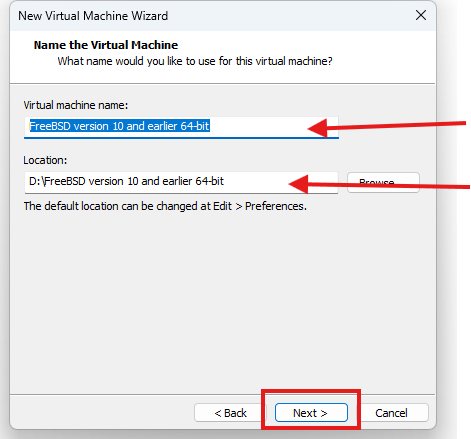 New Virtual Machine Wizard
Name the Virtual Machine
What name would you like to use for this virtual machine?
Virtual machine name:
FreeBSD version 10 and earlier 64-bit
Location:
D:\FreeBSD version 10 and earlier 64-bit
Browse...
The default location can be changed at Edit > Preferences.
< Back
Next >
Cancel